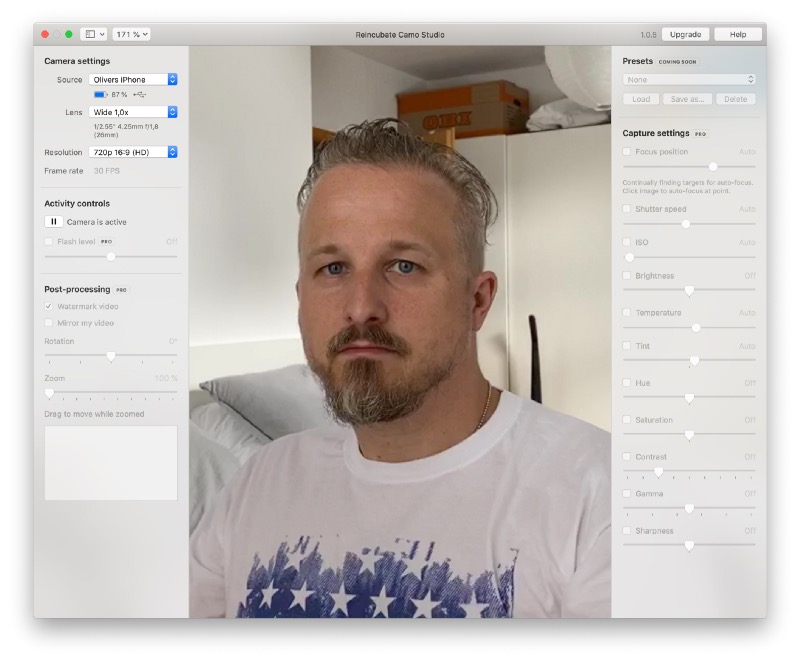 171 %
Reincubate Camo Studio
1.0.5
Upgrade
Help
Camera settings
Source
Olivers iPhone
87 %
Lens
Wide 1,0x
1/2.55" 4.25mm f/1,8
(26mm)
Resolution
720p 16:9 (HD)
Frame rate
30 FPS
Activity controls
Camera is active
Flash level PRO
Off
Post-processing PRO
Watermark video
Mirror my video
Rotation
0°
Zoom
100 %
Drag to move while zoomed
OBI
Presets COMING SOON
None
Load
Save as...
Delete
Capture settings PRO
Focus position
Auto
Continually finding targets for auto-focus.
Click image to auto-focus at point.
Shutter speed
Auto
ISO
Auto
Brightness
Off
Temperature
Auto
Tint
Auto
Hue
Off
Saturation
Off
Contrast
Off
Gamma
Off
Sharpness
Off